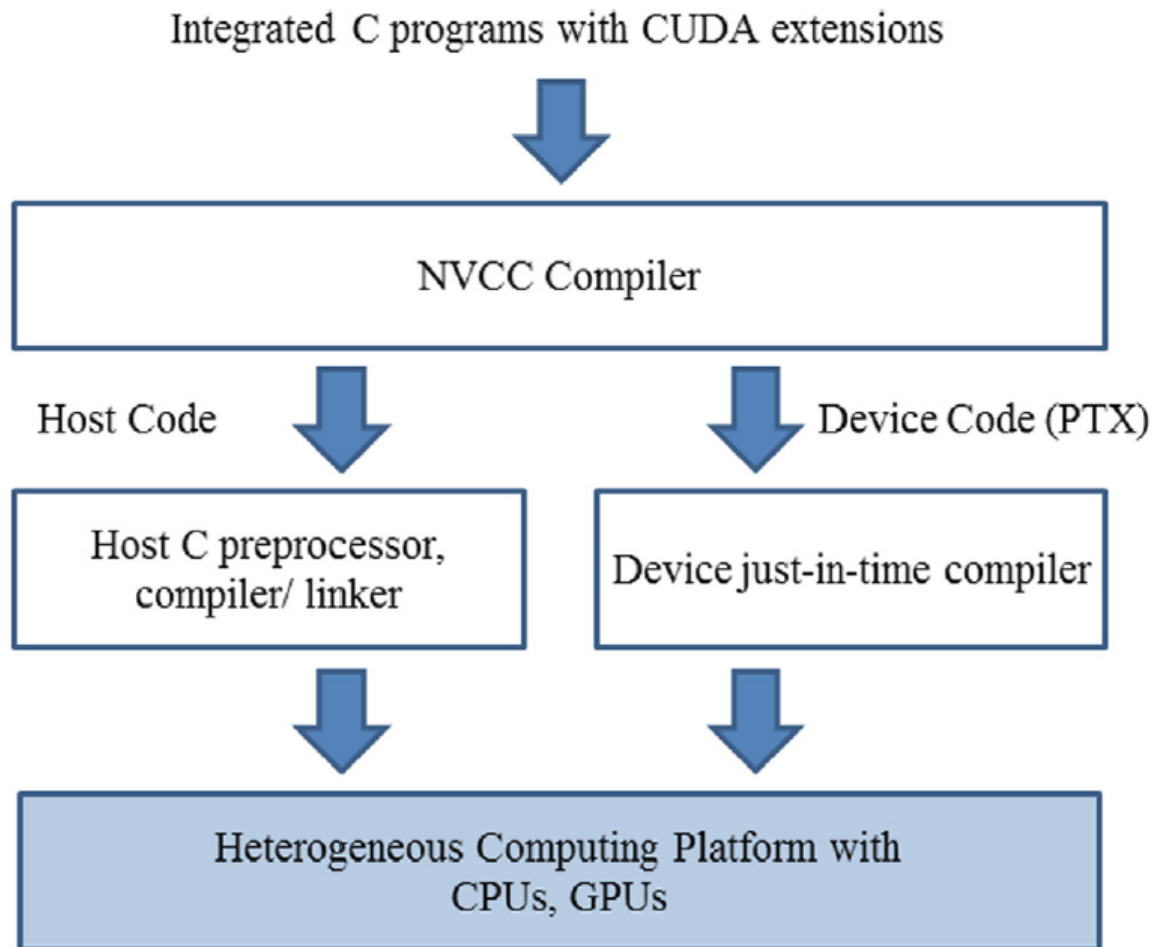 Integrated C programs with CUDA extensions
NVCC Compiler
Host Code
Device Code (PTX)
Host C preprocessor,
compiler/ linker
Device just-in-time compiler
Heterogeneous Computing Platform with
CPUs, GPUs